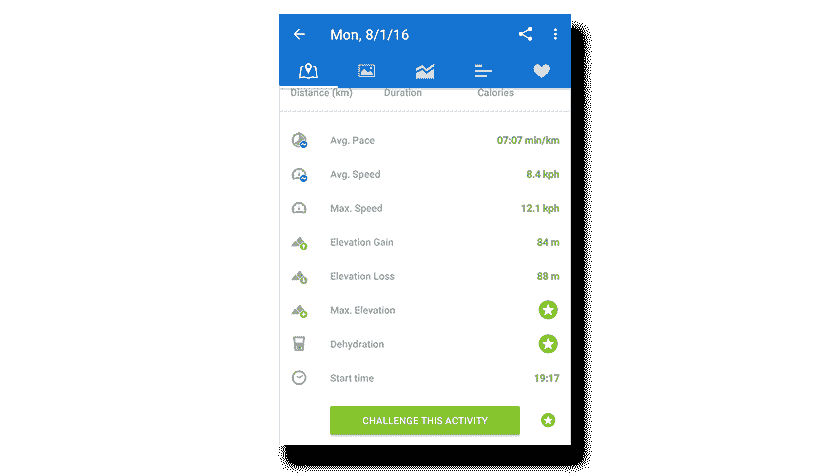 Mon, 8/1/16
Distance (km) Duration Calories
Avg. Pace 07:07 min/km
Avg. Speed 8.4 kph
Max. Speed 12.1 kph
Elevation Gain 84 m
Elevation Loss 88 m
Max. Elevation
Dehydration
Start time 19:17
CHALLENGE THIS ACTIVITY